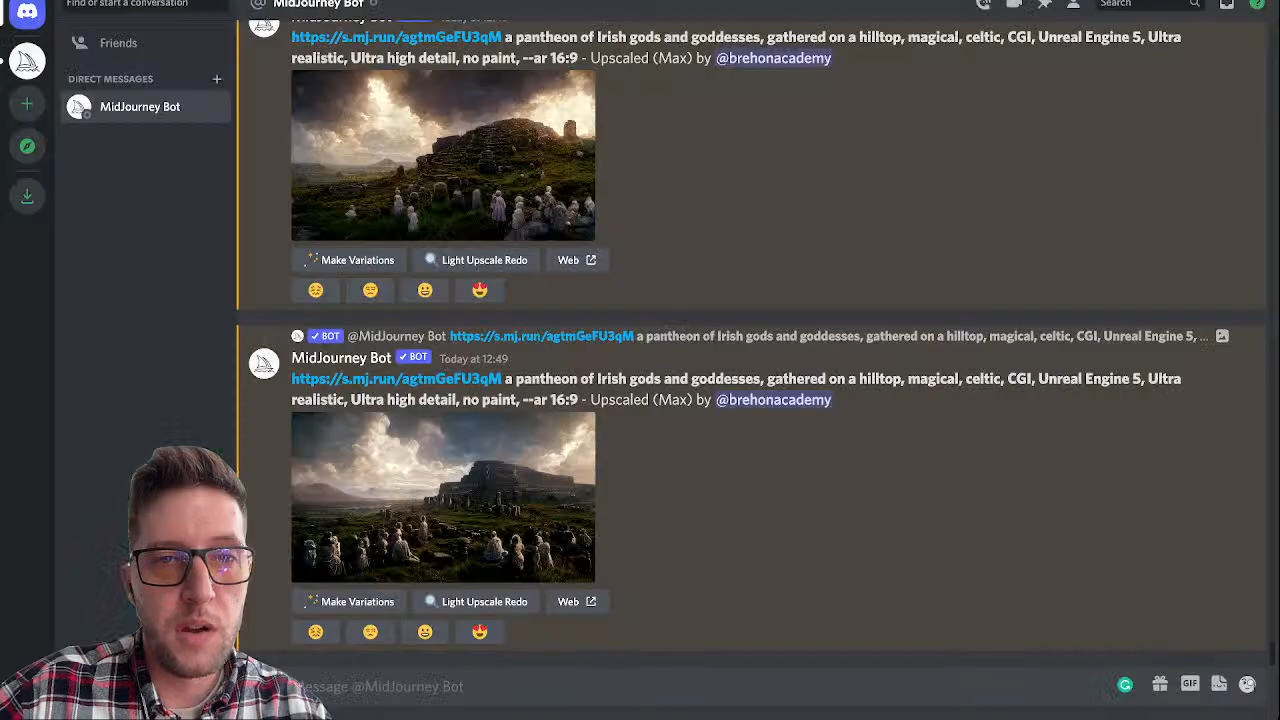 Find or start a conversation
@ MidJourney Bot
Search
Friends
DIRECT MESSAGES
MidJourney Bot
https://s.mj.run/agtmGeFU3qM a pantheon of Irish gods and goddesses, gathered on a hilltop, magical, celtic, CGI, Unreal Engine 5, Ultra
realistic, Ultra high detail, no paint, --ar 16:9 - Upscaled (Max) by @brehonacademy
Make Variations Light Upscale Redo Web
BOT @MidJourney Bot https://s.mj.run/agtmGeFU3qM a pantheon of Irish gods and goddesses, gathered on a hilltop, magical, celtic, CGI, Unreal Engine 5, ...
MidJourney Bot BOT Today at 12:49
https://s.mj.run/agtmGeFU3qM a pantheon of Irish gods and goddesses, gathered on a hilltop, magical, celtic, CGI, Unreal Engine 5, Ultra
realistic, Ultra high detail, no paint, --ar 16:9 - Upscaled (Max) by @brehonacademy
Make Variations Light Upscale Redo Web
Message @MidJourney Bot
GIF